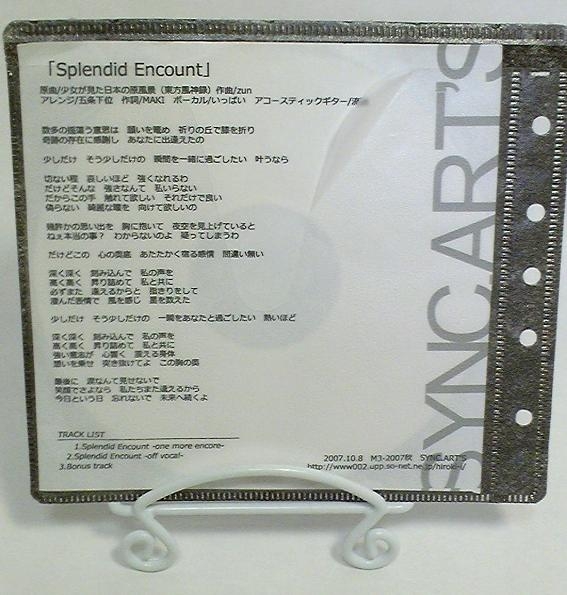 「Splendid Encount」
原曲/少女が見た日本の原風景（東方風神録）作曲/zun
アレンジ/五条下位　作詞/MAKI　ボーカル/いっぱい　アコースティックギター/
数多の　意思は　願いを　め　祈りの丘で膝を折り
奇跡の存在に感謝し　あなたに出逢えたの
少しだけ　そう少しだけの　瞬間を一緒に過ごしたい　叶うなら
切ない程　哀しいほど　強くなれるわ
だけどそんな　強さなんて　私いらない
だからこの手　触れて欲しい　それだけで良い
偽らない　綺麗な瞳を　向けて欲しいの
幾許かの思い出を　胸に抱いて　夜空を見上げていると
ねぇ本当の事？　わからないのよ　疑ってしまうわ
だけどこの　心の奥底　あたたかく宿る感情　間違い無い
深く深く　刻み込んで　私の声を
高く高く　昇り詰めて　私と共に
必ずまた　逢えるからと　指きりをして
澄んだ表情で　風を感じ　星を数えた
少しだけ　そう少しだけの　一瞬をあなたと過ごしたい　熱いほど
深く深く　刻み込んで　私の声を
高く高く　昇り詰めて　私と共に
強い意志が　心響く　震える身体
想いを乗せ　突き抜けてよ　この胸の奥
最後に　涙なんて見せないで
笑顔でさよなら　私たちまた逢えるから
今日という日　忘れないで　未来へ続くよ
TRACK LIST
1.Splendid Encount -one more encore-
2.Splendid Encount -off vocal-
3.Bonus track
2007.10.8　M3-2007秋　SYNC.ART'S
http://www002.upp.so-net.ne.jp/hiroki-i/
SYNC.ART'S